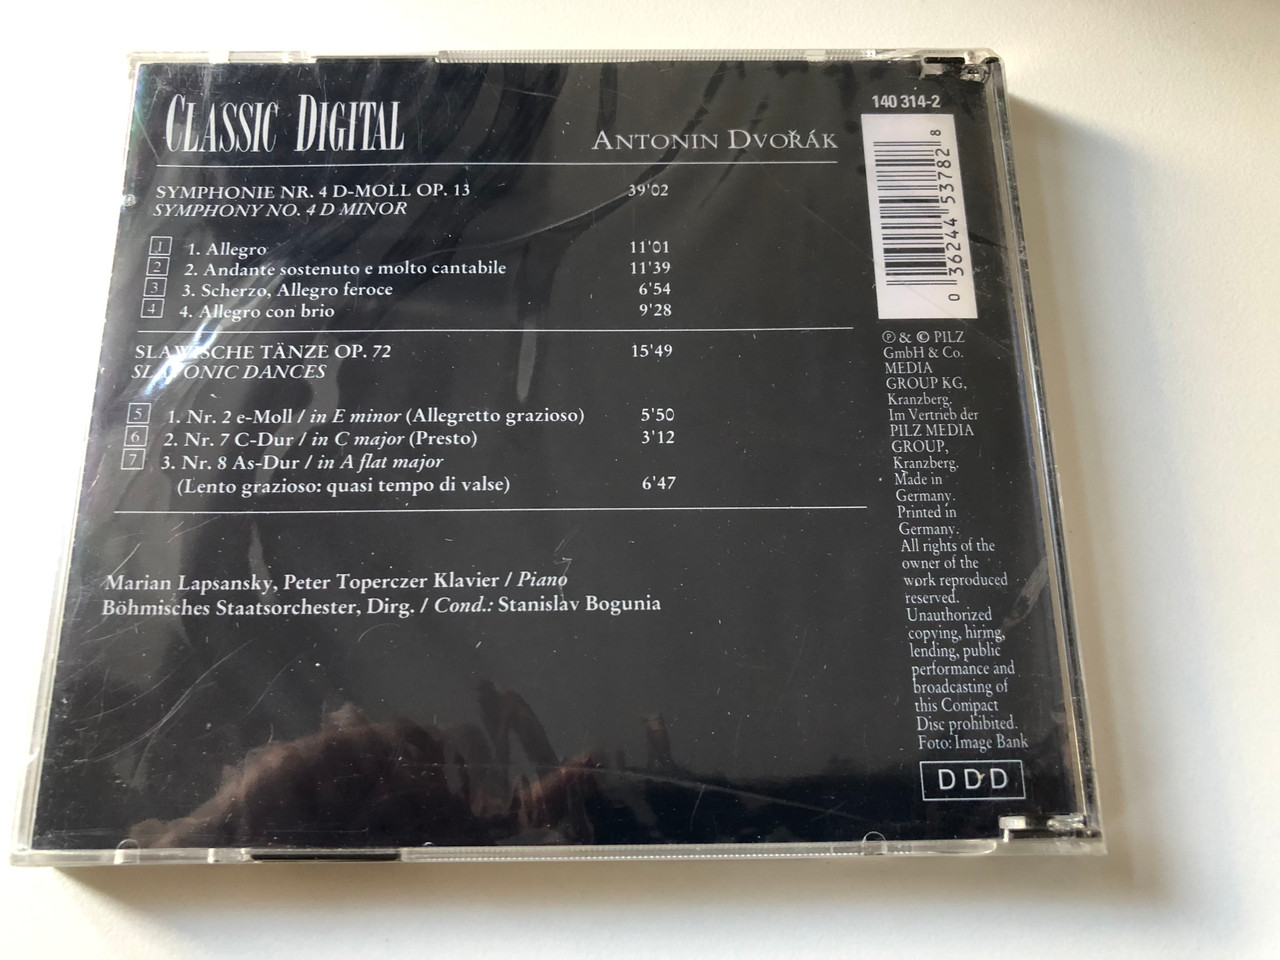 CLASSIC DIGITAL
ANTONIN DVOŘÁK
SYMPHONIE NR. 4 D-MOLL OP. 13 39'02
SYMPHONY NO. 4 D MINOR
1 1. Allegro 11'01
2 2. Andante sostenuto e molto cantabile 11'39
3 3. Scherzo, Allegro feroce 6'54
4 4. Allegro con brio 9'28
SLAWISCHE TÄNZE OP. 72 15'49
SLAVONIC DANCES
5 1. Nr. 2 e-Moll / in E minor (Allegretto grazioso) 5'50
6 2. Nr. 7 C-Dur / in C major (Presto) 3'12
7 3. Nr. 8 As-Dur / in A flat major
(Lento grazioso: quasi tempo di valse) 6'47
Marian Lapsansky, Peter Toperczer Klavier / Piano
Böhmisches Staatsorchester, Dirg. / Cond.: Stanislav Bogunia
140 314-2
0 36244 53782 8
℗ & © PILZ
GmbH & Co.
MEDIA
GROUP KG,
Kranzberg.
Im Vertrieb der
PILZ MEDIA
GROUP,
Kranzberg.
Made in
Germany.
Printed in
Germany.
All rights of the
owner of the
work reproduced
reserved.
Unauthorized
copying, hiring,
lending, public
performance and
broadcasting of
this Compact
Disc prohibited.
Foto: Image Bank
DDD